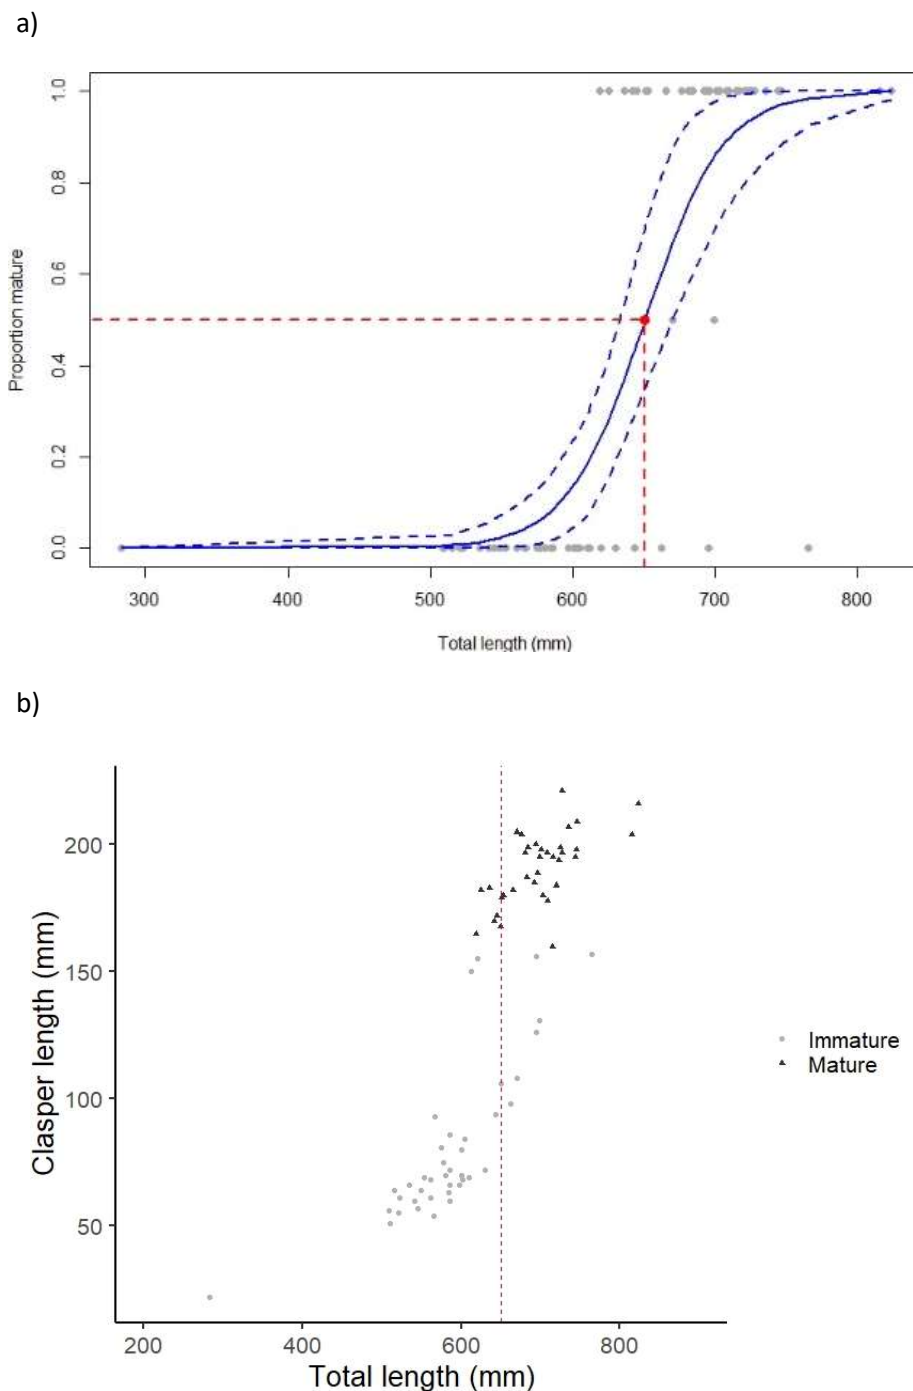 a)
1.0
0.8
0.6
0.4
0.2
0.0
Proportion mature
300 400 500 600 700 800
Total length (mm)
b)
200
150
100
50
Clasper length (mm)
Immature
Mature
200 400 600 800
Total length (mm)